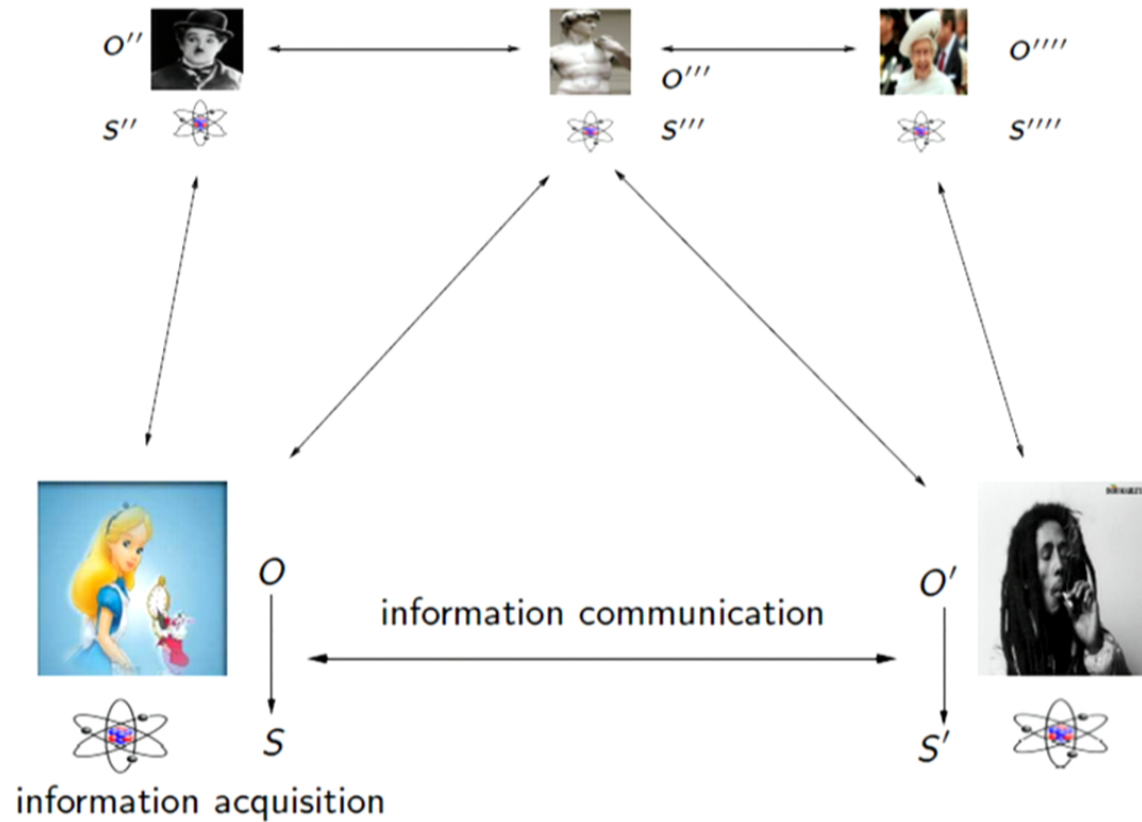 O′′
O′′′
O′′′′
S′′
S′′′
S′′′′
O
O′
information communication
S
S′
information acquisition